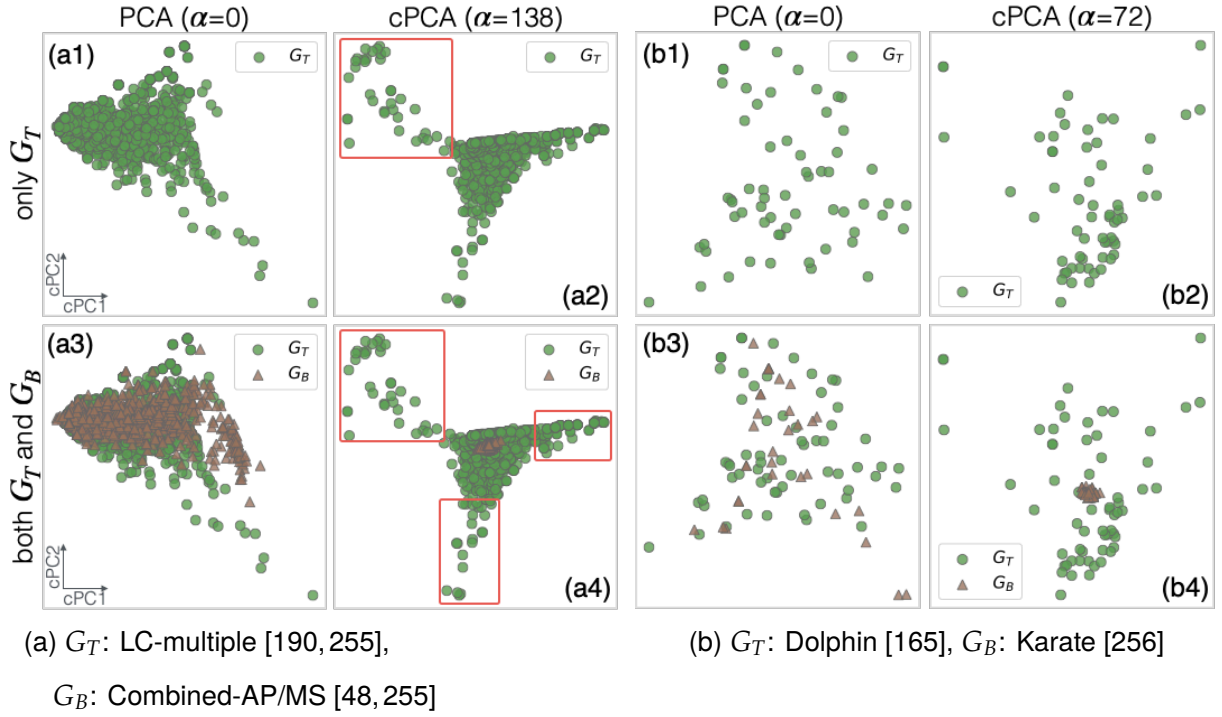 PCA (α=0)
cPCA (α=138)
PCA (α=0)
cPCA (α=72)
only G_T
(a1)
G_T
cPC2
cPC1
G_T
(a2)
(b1)
G_T
G_T
(b2)
both G_T and G_B
(a3)
G_T
G_B
cPC2
cPC1
G_T
G_B
(a4)
(b3)
G_T
G_B
G_T
G_B
(b4)
(a) G_T: LC-multiple [190, 255],
G_B: Combined-AP/MS [48, 255]
(b) G_T: Dolphin [165], G_B: Karate [256]